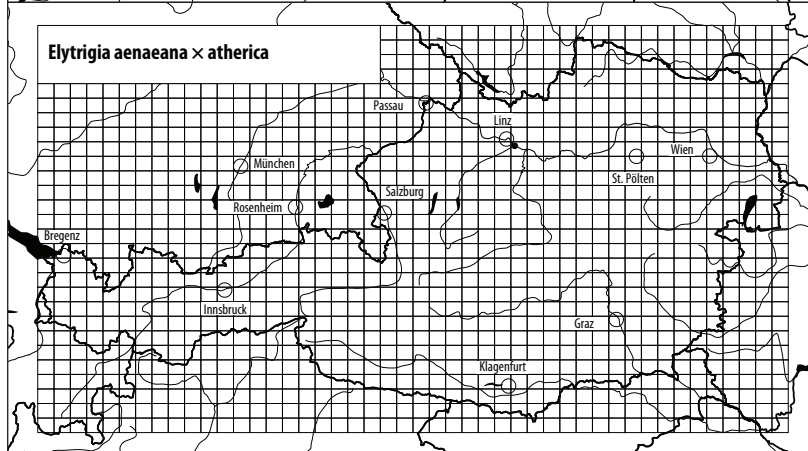 Elytrigia aenaeana × atherica
Passau
Linz
München
Wien
St. Pölten
Rosenheim
Salzburg
Bregenz
Innsbruck
Graz
Klagenfurt